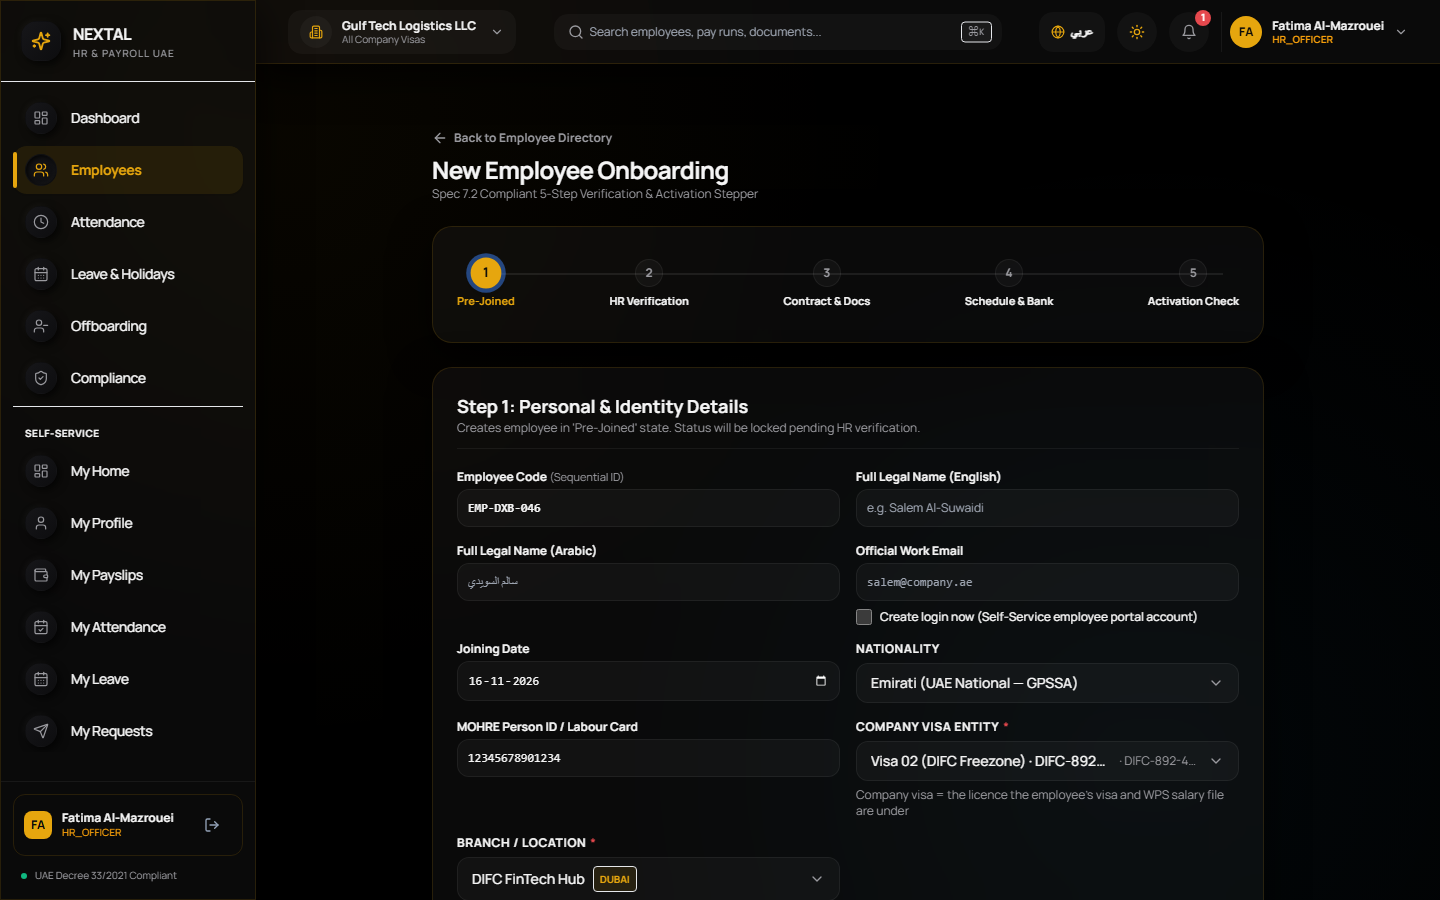 NEXTAL
HR & PAYROLL UAE
Gulf Tech Logistics LLC
All Company Visas
Search employees, pay runs, documents...
⌘K
عربي
1
FA
Fatima Al-Mazrouei
HR_OFFICER
Dashboard
Employees
Attendance
Leave & Holidays
Offboarding
Compliance
SELF-SERVICE
My Home
My Profile
My Payslips
My Attendance
My Leave
My Requests
FA
Fatima Al-Mazrouei
HR_OFFICER
UAE Decree 33/2021 Compliant
Back to Employee Directory
New Employee Onboarding
Spec 7.2 Compliant 5-Step Verification & Activation Stepper
1
Pre-Joined
2
HR Verification
3
Contract & Docs
4
Schedule & Bank
5
Activation Check
Step 1: Personal & Identity Details
Creates employee in 'Pre-Joined' state. Status will be locked pending HR verification.
Employee Code (Sequential ID)
EMP-DXB-046
Full Legal Name (English)
e.g. Salem Al-Suwaidi
Full Legal Name (Arabic)
سالم السويدي
Official Work Email
salem@company.ae
Create login now (Self-Service employee portal account)
Joining Date
16-11-2026
NATIONALITY
Emirati (UAE National — GPSSA)
MOHRE Person ID / Labour Card
12345678901234
COMPANY VISA ENTITY *
Visa 02 (DIFC Freezone) · DIFC-892... · DIFC-892-4...
Company visa = the licence the employee's visa and WPS salary file
are under
BRANCH / LOCATION *
DIFC FinTech Hub DUBAI